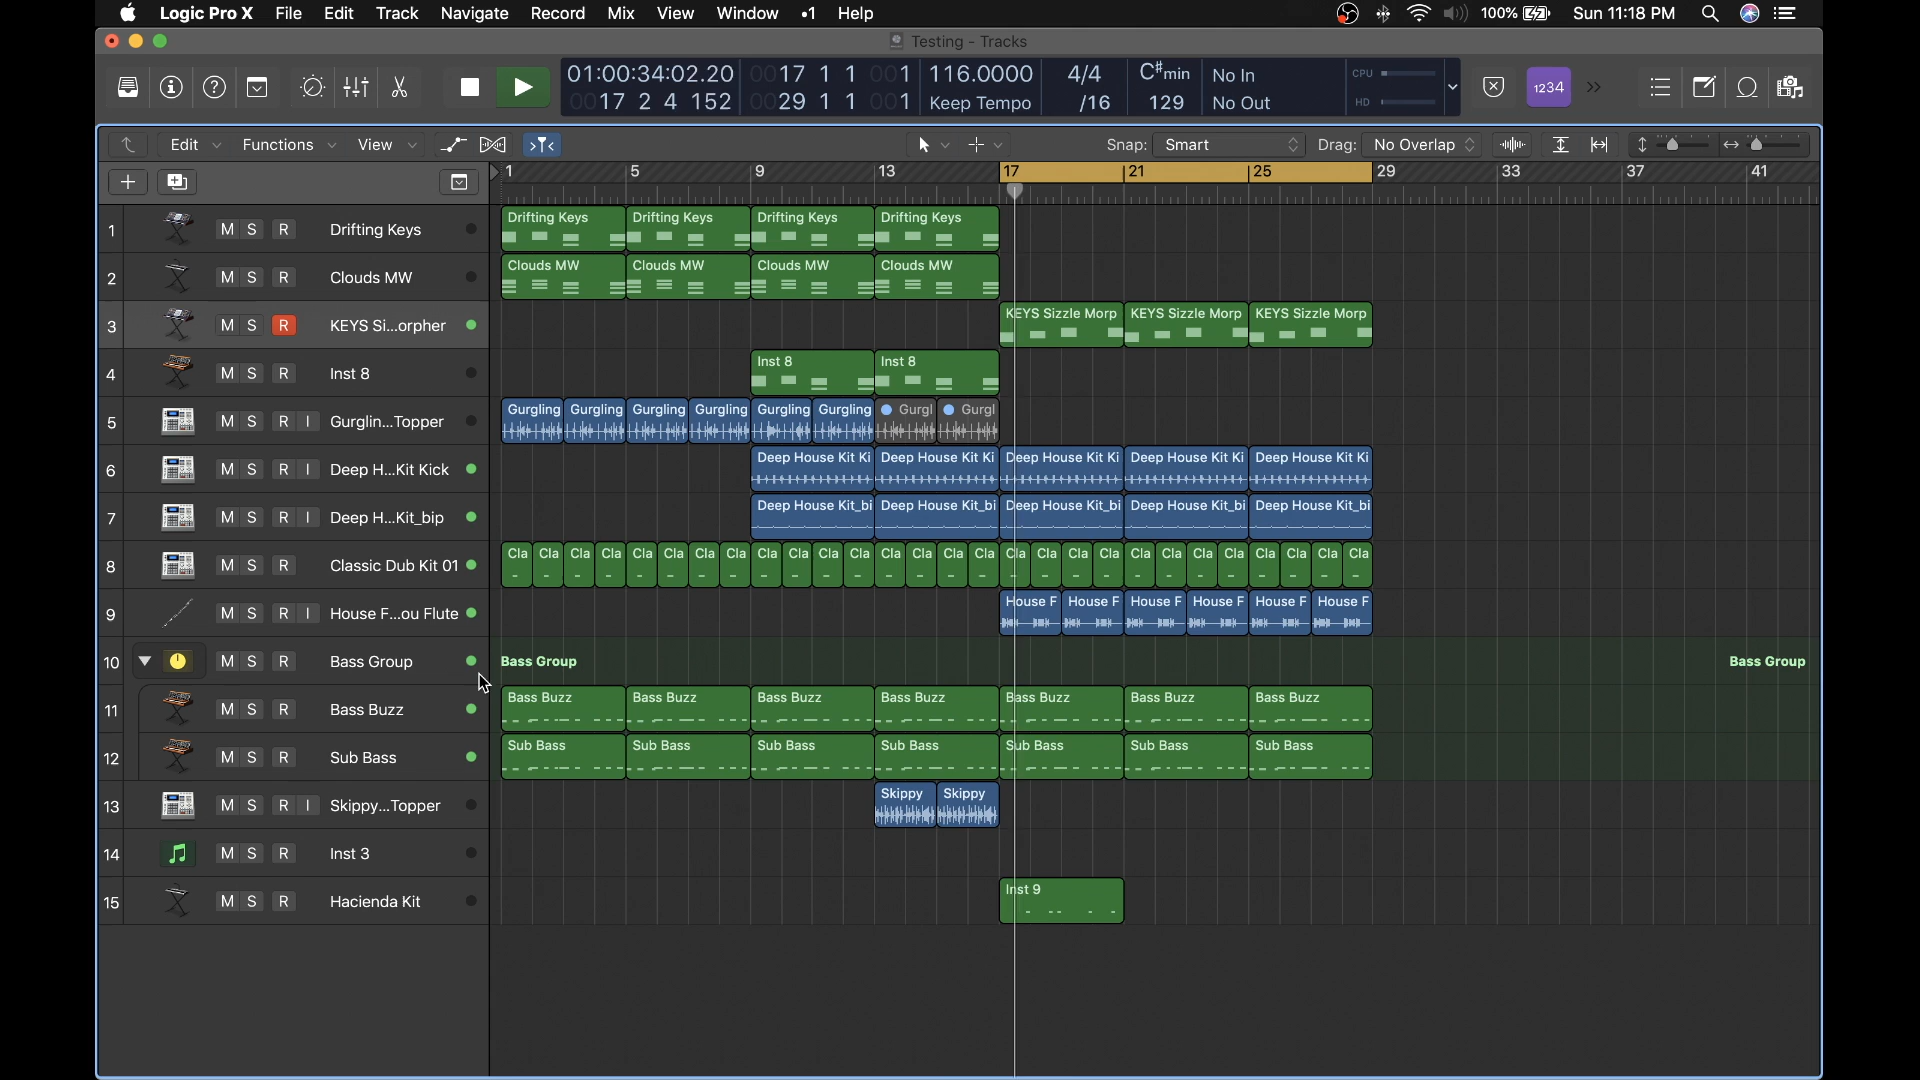 Logic Pro X File Edit Track Navigate Record Mix View Window •1 Help 100% Sun 11:18 PM
Testing - Tracks
01:00:34:02.20 0017 1 1 001 116.0000 4/4 C#min No In CPU
0017 2 4 152 0029 1 1 001 Keep Tempo /16 129 No Out HD
1234
Edit Functions View Snap: Smart Drag: No Overlap
1 5 9 13 17 21 25 29 33 37 41
1 M S R Drifting Keys Drifting Keys Drifting Keys Drifting Keys Drifting Keys
2 M S R Clouds MW Clouds MW Clouds MW Clouds MW Clouds MW
3 M S R KEYS Si...orpher KEYS Sizzle Morp KEYS Sizzle Morp KEYS Sizzle Morp
4 M S R Inst 8 Inst 8 Inst 8
5 M S R I Gurglin...Topper Gurgling Gurgling Gurgling Gurgling Gurgling Gurgling Gurgl Gurgl
6 M S R I Deep H...Kit Kick Deep House Kit Ki Deep House Kit Ki Deep House Kit Ki Deep House Kit Ki Deep House Kit Ki
7 M S R I Deep H...Kit_bip Deep House Kit_bi Deep House Kit_bi Deep House Kit_bi Deep House Kit_bi Deep House Kit_bi
8 M S R Classic Dub Kit 01 Cla Cla Cla Cla Cla Cla Cla Cla Cla Cla Cla Cla Cla Cla Cla Cla Cla Cla Cla Cla Cla Cla Cla Cla Cla Cla Cla Cla
9 M S R I House F...ou Flute House F House F House F House F House F House F
10 M S R Bass Group Bass Group Bass Group
11 M S R Bass Buzz Bass Buzz Bass Buzz Bass Buzz Bass Buzz Bass Buzz Bass Buzz Bass Buzz
12 M S R Sub Bass Sub Bass Sub Bass Sub Bass Sub Bass Sub Bass Sub Bass Sub Bass
13 M S R I Skippy...Topper Skippy Skippy
14 M S R Inst 3
15 M S R Hacienda Kit Inst 9